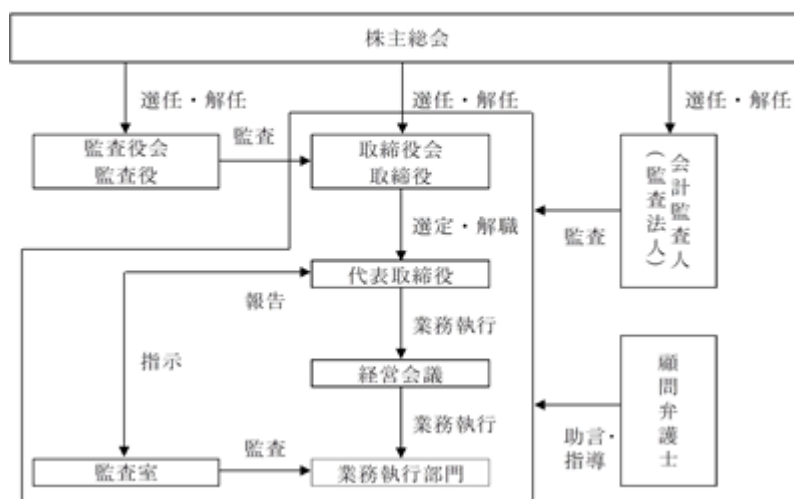 株主総会
選任・解任
選任・解任
選任・解任
監査役会
監査役
監査
取締役会
取締役
会計監査人
(監査法人)
監査
選定・解職
代表取締役
報告
業務執行
指示
経営会議
顧問弁護士
業務執行
助言・
指導
監査室
監査
業務執行部門